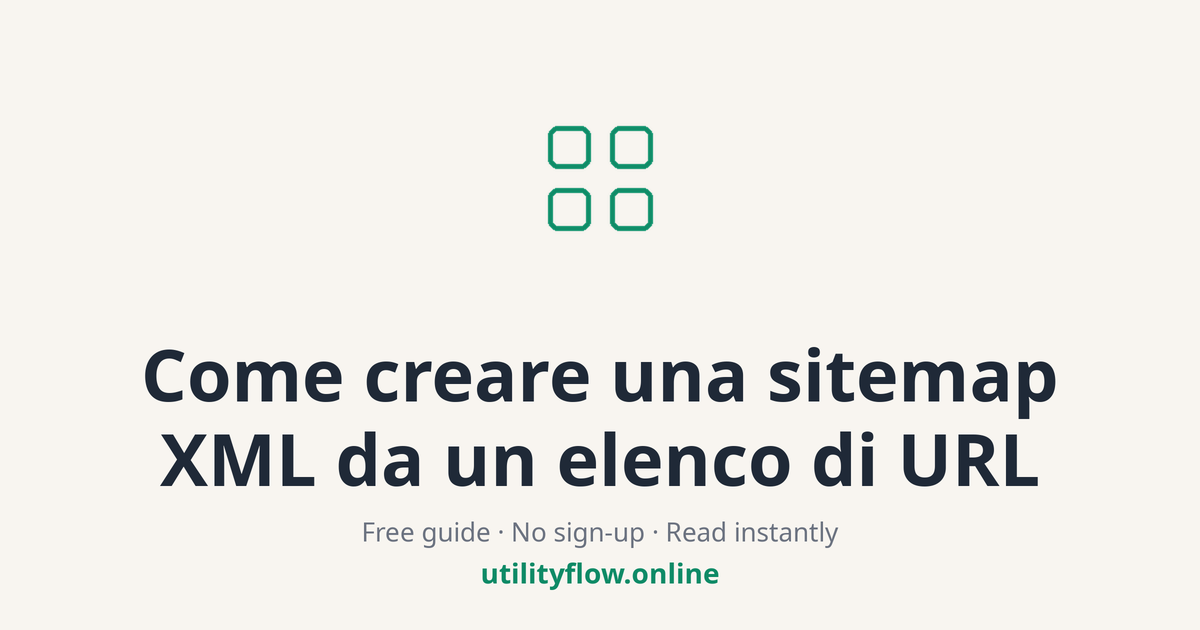 Come creare una sitemap
XML da un elenco di URL
Free guide · No sign-up · Read instantly
utilityflow.online